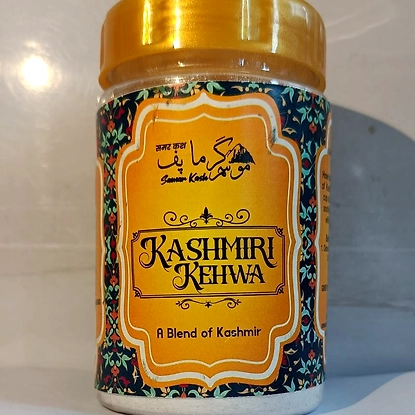 समर कश
Samar Kash
KASHMIRI
KEHWA
A Blend of Kashmir